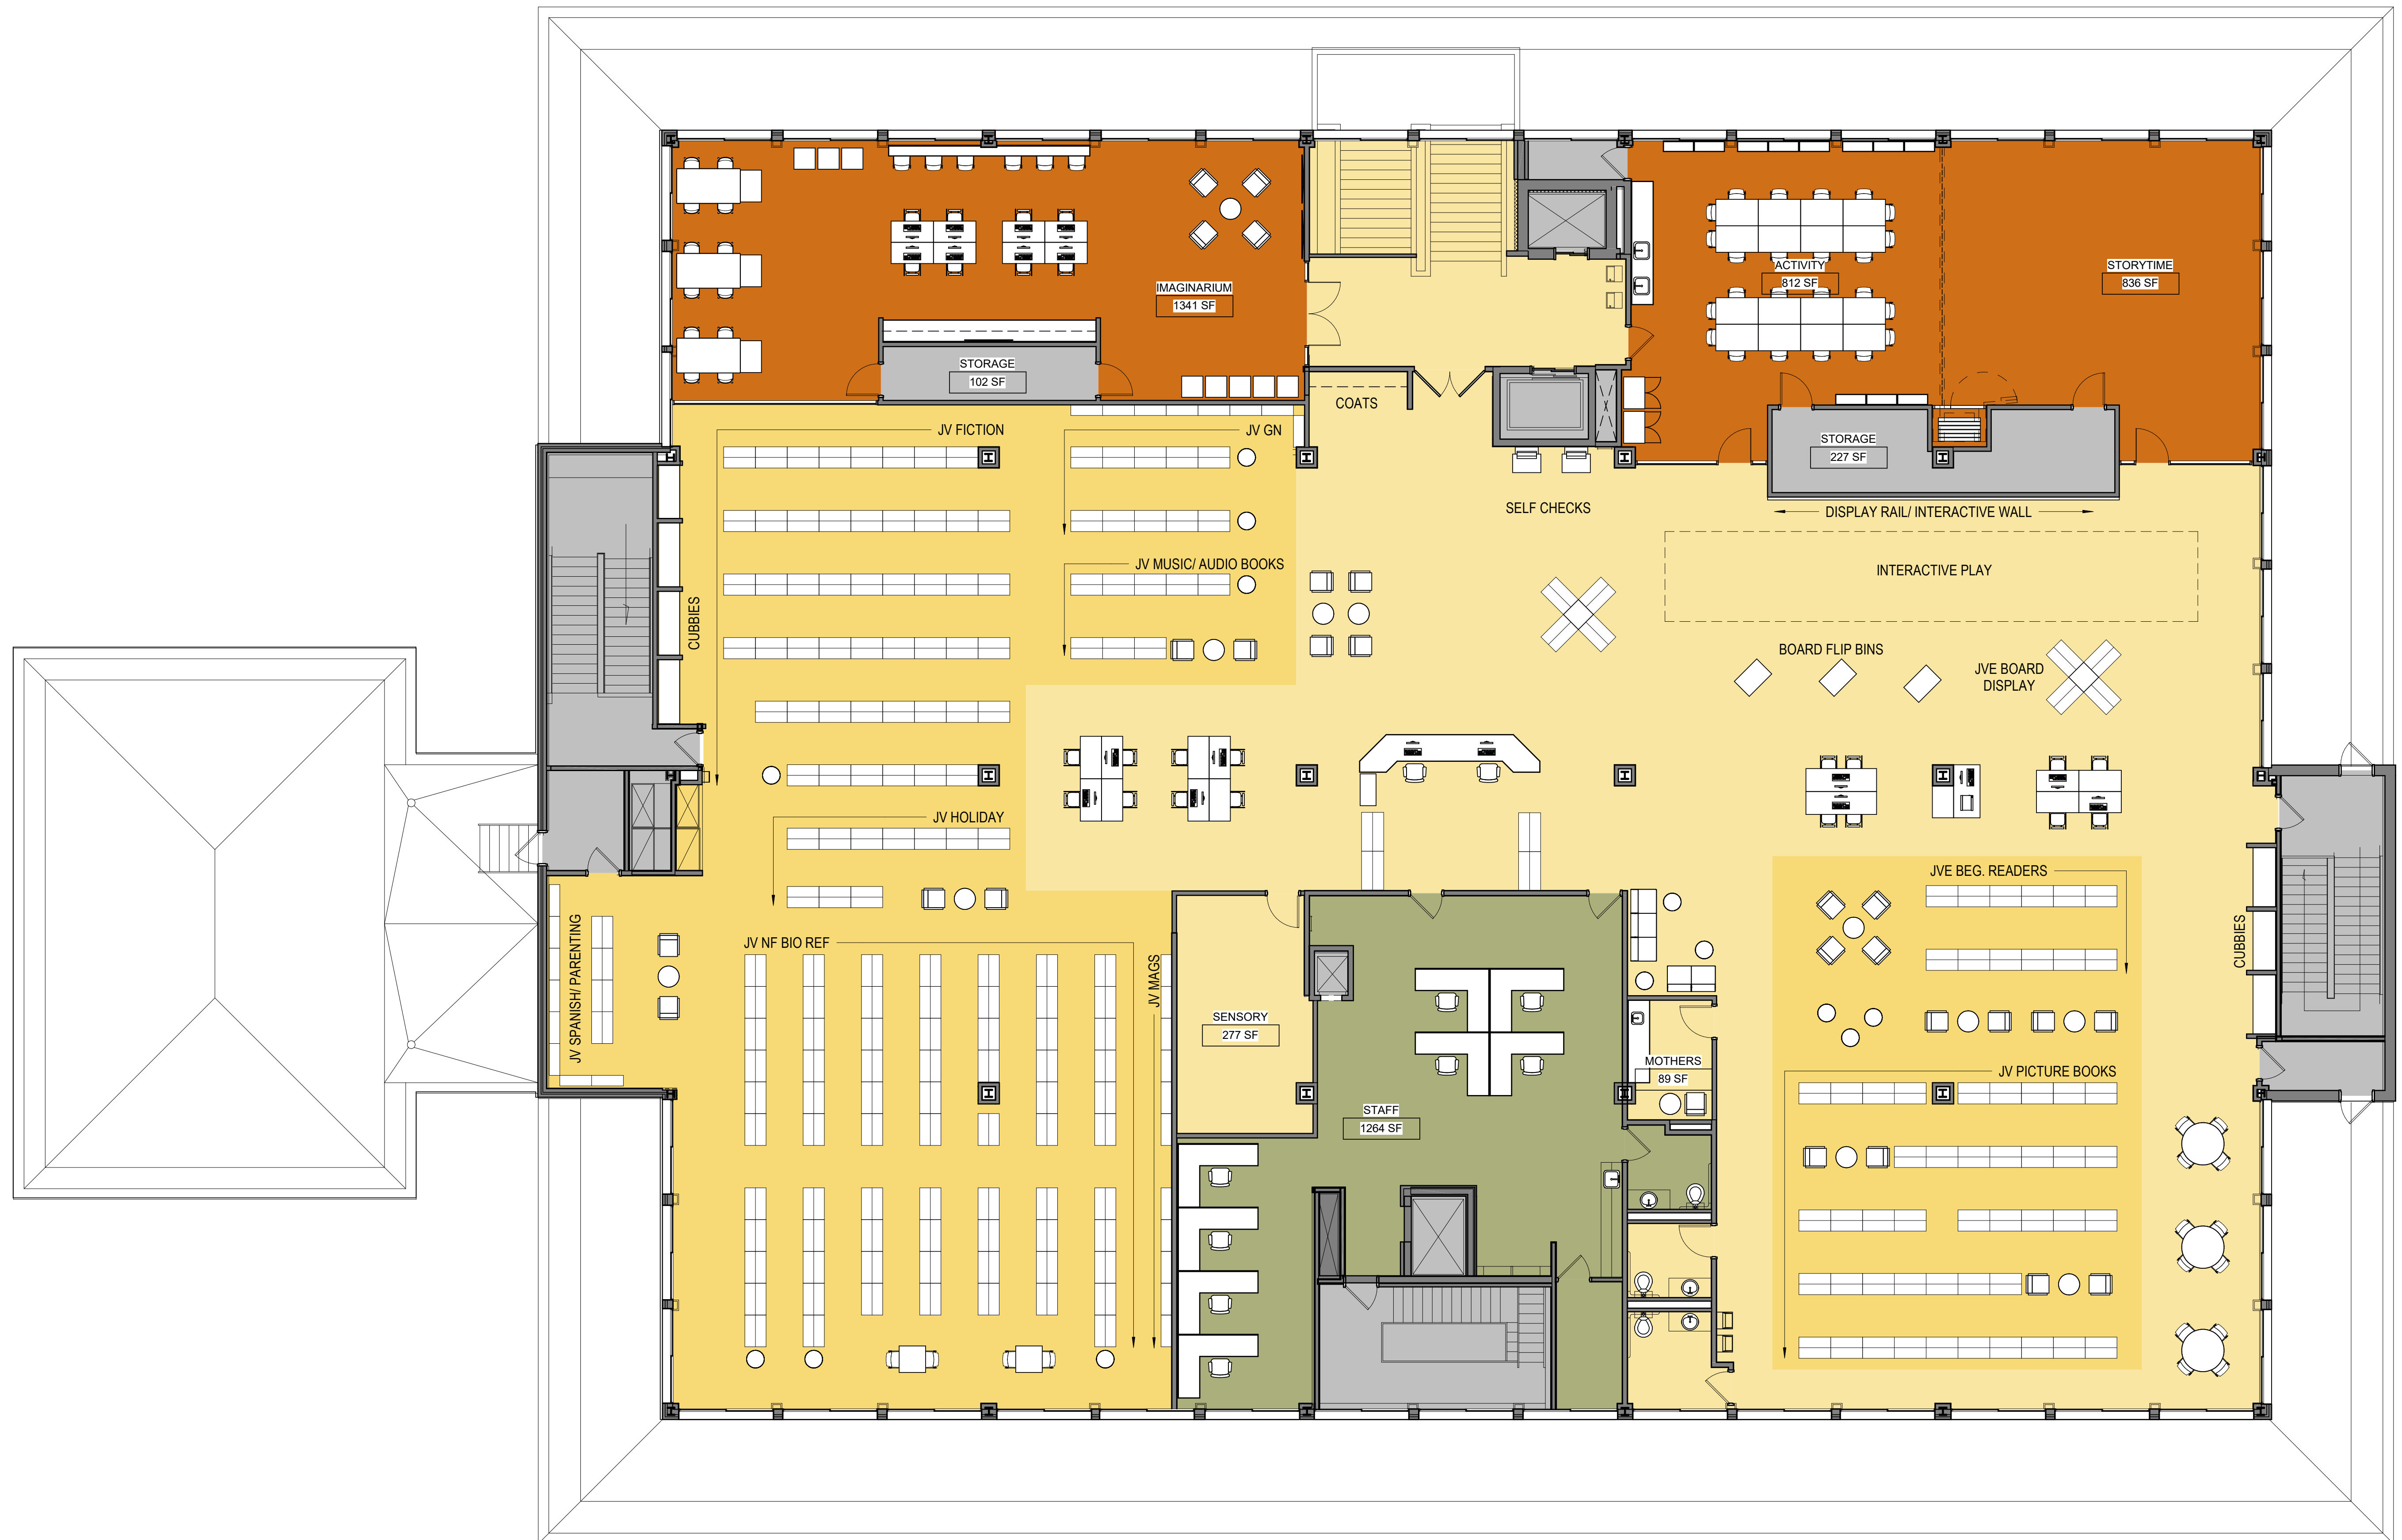 IMAGINARIUM
1341 SF
ACTIVITY
812 SF
STORYTIME
836 SF
STORAGE
102 SF
COATS
JV FICTION
JV GN
STORAGE
227 SF
SELF CHECKS
DISPLAY RAIL/ INTERACTIVE WALL
JV MUSIC/ AUDIO BOOKS
INTERACTIVE PLAY
CUBBIES
BOARD FLIP BINS
JVE BOARD
DISPLAY
JV HOLIDAY
JVE BEG. READERS
JV SPANISH/ PARENTING
JV NF BIO REF
JV MAGS
CUBBIES
SENSORY
277 SF
MOTHERS
89 SF
JV PICTURE BOOKS
STAFF
1264 SF